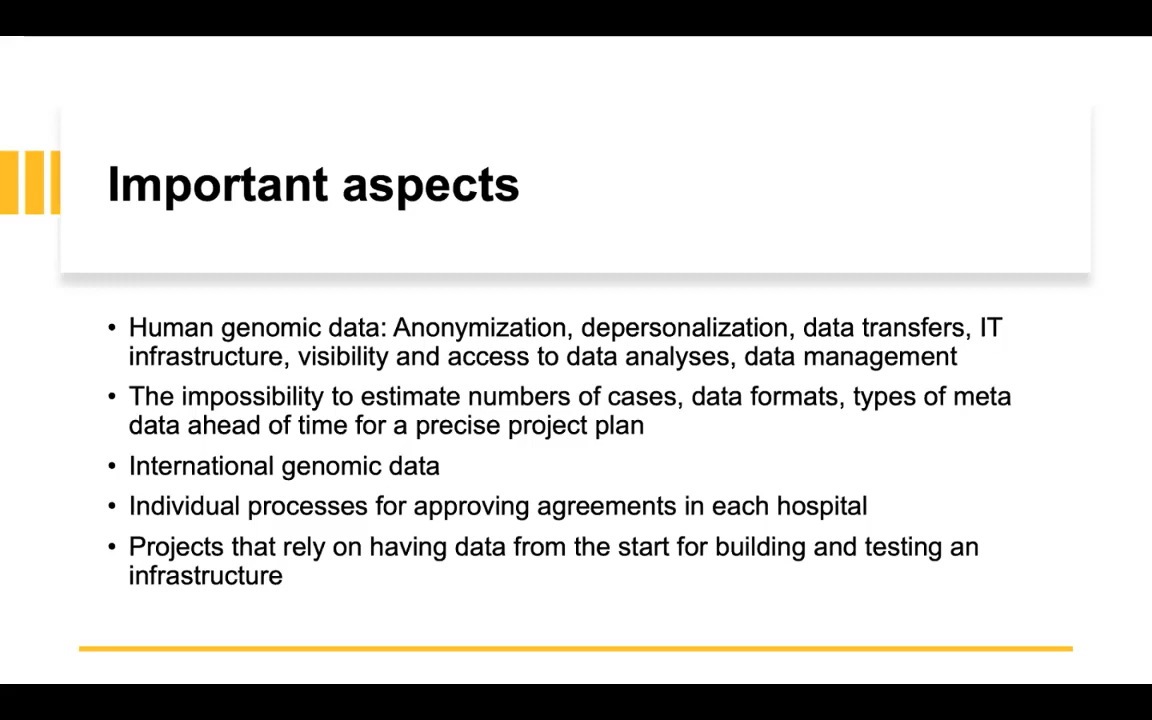 Important aspects
• Human genomic data: Anonymization, depersonalization, data transfers, IT
infrastructure, visibility and access to data analyses, data management
• The impossibility to estimate numbers of cases, data formats, types of meta
data ahead of time for a precise project plan
• International genomic data
• Individual processes for approving agreements in each hospital
• Projects that rely on having data from the start for building and testing an
infrastructure